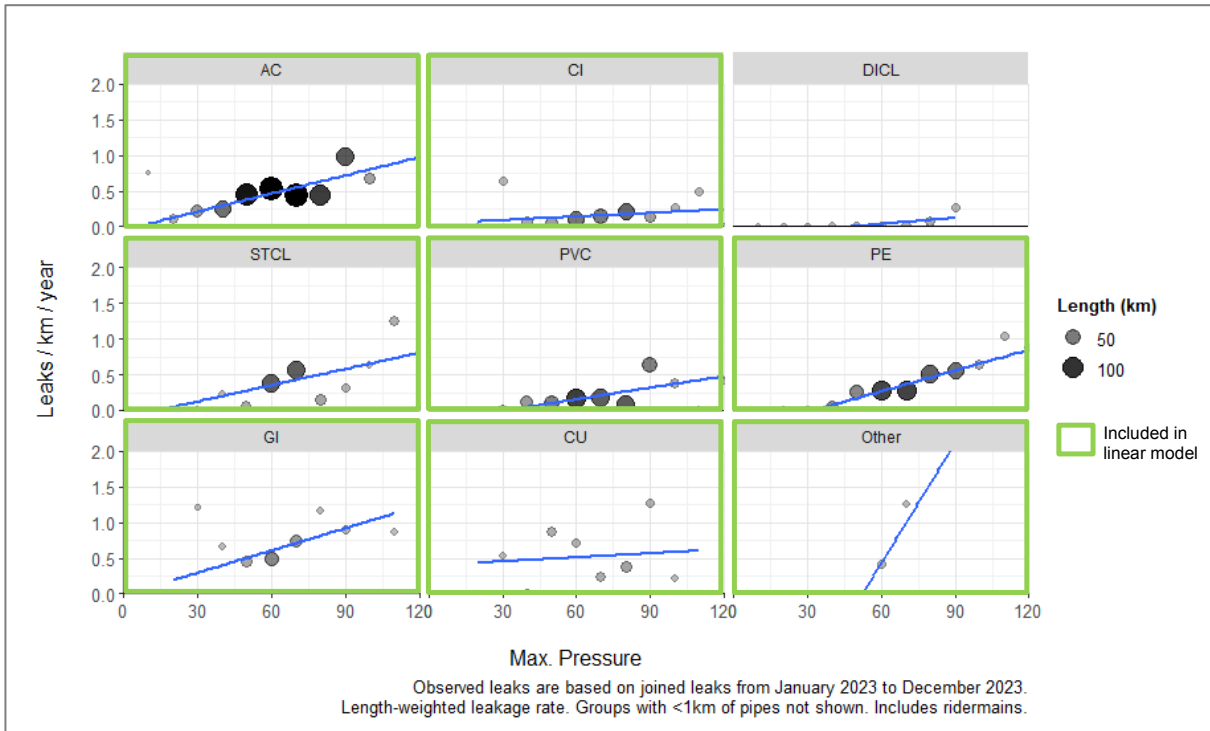 AC CI DICL
2.0
1.5
1.0
0.5
0.0
STCL PVC PE
2.0
1.5
1.0
0.5
0.0
GI CU Other
2.0
1.5
1.0
0.5
0.0
0 30 60 90 120 30 60 90 120 30 60 90 120
Leaks / km / year
Max. Pressure
Length (km)
50
100
Included in
linear model
Observed leaks are based on joined leaks from January 2023 to December 2023.
Length-weighted leakage rate. Groups with <1km of pipes not shown. Includes ridermains.